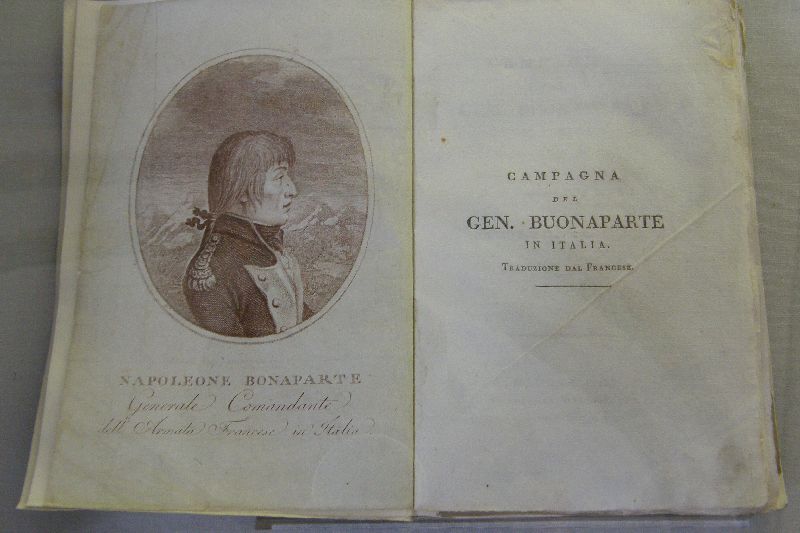 NAPOLEONE BONAPARTE
Generale Comandante
dell' Armata Francese in Italia.
CAMPAGNA
DEL
GEN. BUONAPARTE
IN ITALIA.
TRADUZIONE DAL FRANCESE.